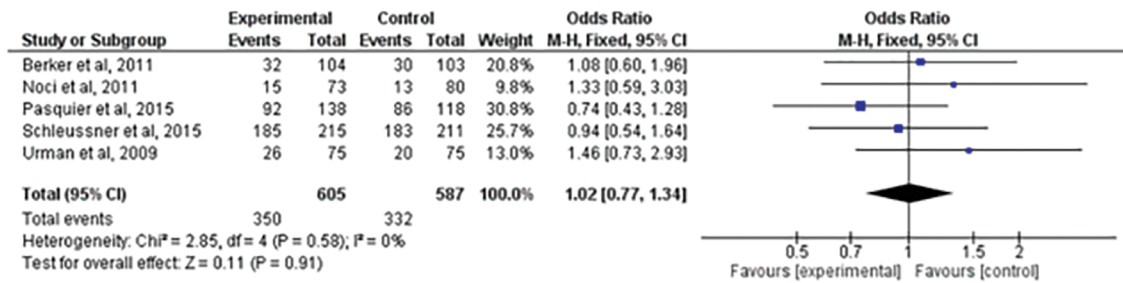 Experimental Control Odds Ratio Odds Ratio
Study or Subgroup Events Total Events Total Weight M-H, Fixed, 95% CI M-H, Fixed, 95% CI
Berker et al, 2011 32 104 30 103 20.8% 1.08 [0.60, 1.96]
Noci et al, 2011 15 73 13 80 9.8% 1.33 [0.59, 3.03]
Pasquier et al, 2015 92 138 86 118 30.8% 0.74 [0.43, 1.28]
Schleussner et al, 2015 185 215 183 211 25.7% 0.94 [0.54, 1.64]
Urman et al, 2009 26 75 20 75 13.0% 1.46 [0.73, 2.93]
Total (95% CI) 605 587 100.0% 1.02 [0.77, 1.34]
Total events 350 332
Heterogeneity: Chi² = 2.85, df = 4 (P = 0.58); I² = 0%
Test for overall effect: Z = 0.11 (P = 0.91)
0.5 0.7 1 1.5 2
Favours [experimental] Favours [control]